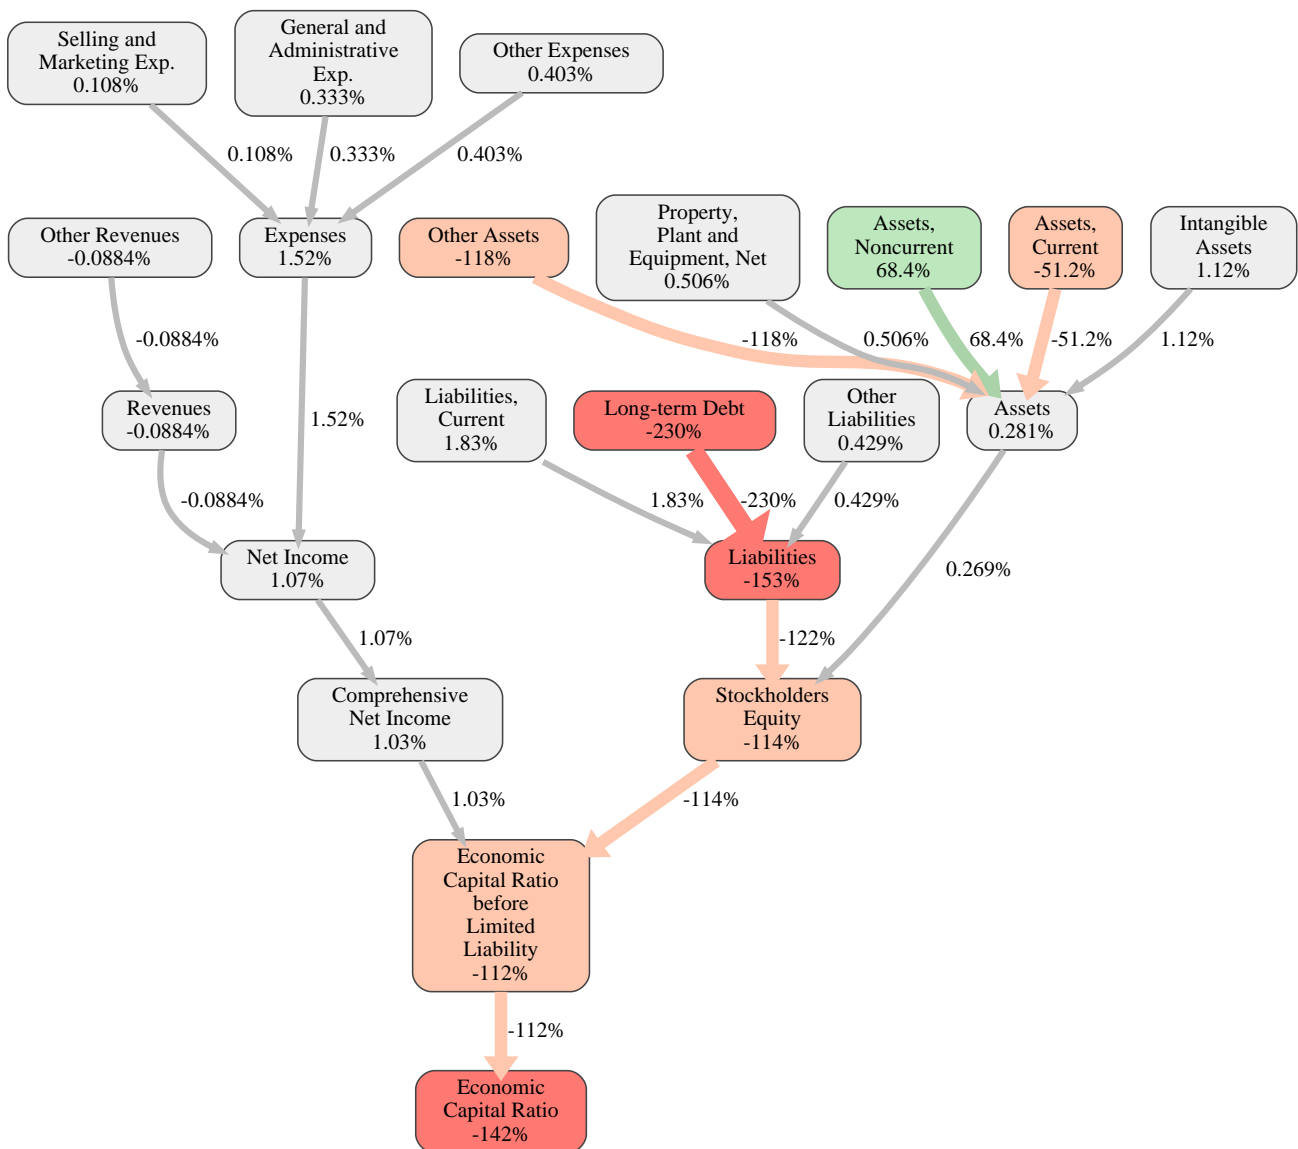 Selling and
Marketing Exp.
0.108%
General and
Administrative
Exp.
0.333%
Other Expenses
0.403%
0.108%
0.333%
0.403%
Other Revenues
-0.0884%
Expenses
1.52%
Other Assets
-118%
Property,
Plant and
Equipment, Net
0.506%
Assets,
Noncurrent
68.4%
Assets,
Current
-51.2%
Intangible
Assets
1.12%
-0.0884%
-118%
0.506%
68.4%
-51.2%
1.12%
Revenues
-0.0884%
1.52%
Liabilities,
Current
1.83%
Long-term Debt
-230%
Other
Liabilities
0.429%
Assets
0.281%
-0.0884%
1.83%
-230%
0.429%
Net Income
1.07%
Liabilities
-153%
0.269%
1.07%
-122%
Comprehensive
Net Income
1.03%
Stockholders
Equity
-114%
1.03%
-114%
Economic
Capital Ratio
before
Limited
Liability
-112%
-112%
Economic
Capital Ratio
-142%